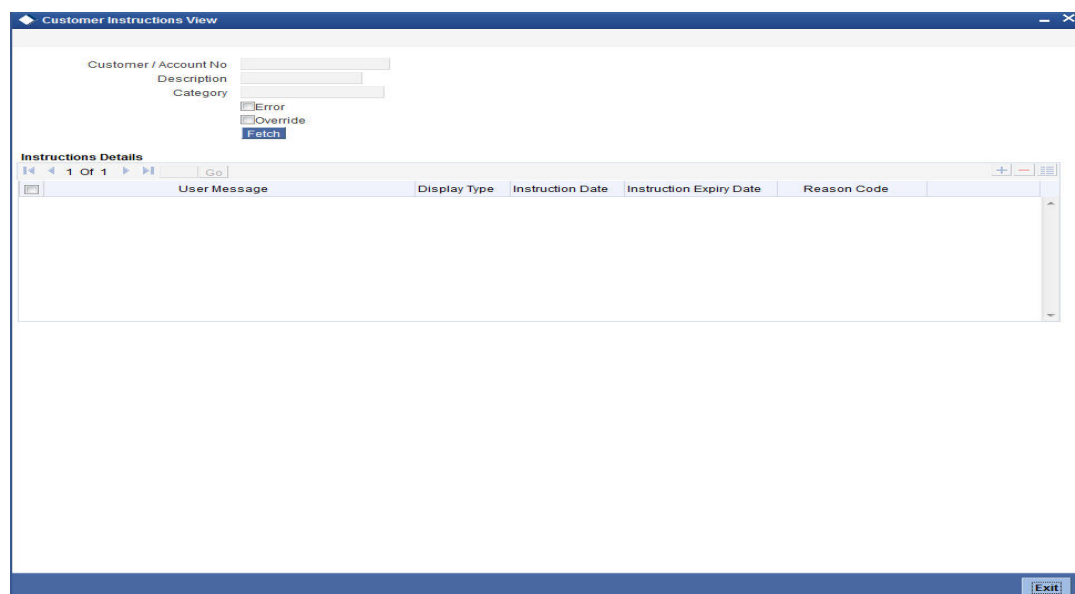 Customer Instructions View
Customer / Account No
Description
Category
Error
Override
Fetch
Instructions Details
1 Of 1 Go
User Message Display Type Instruction Date Instruction Expiry Date Reason Code
Exit